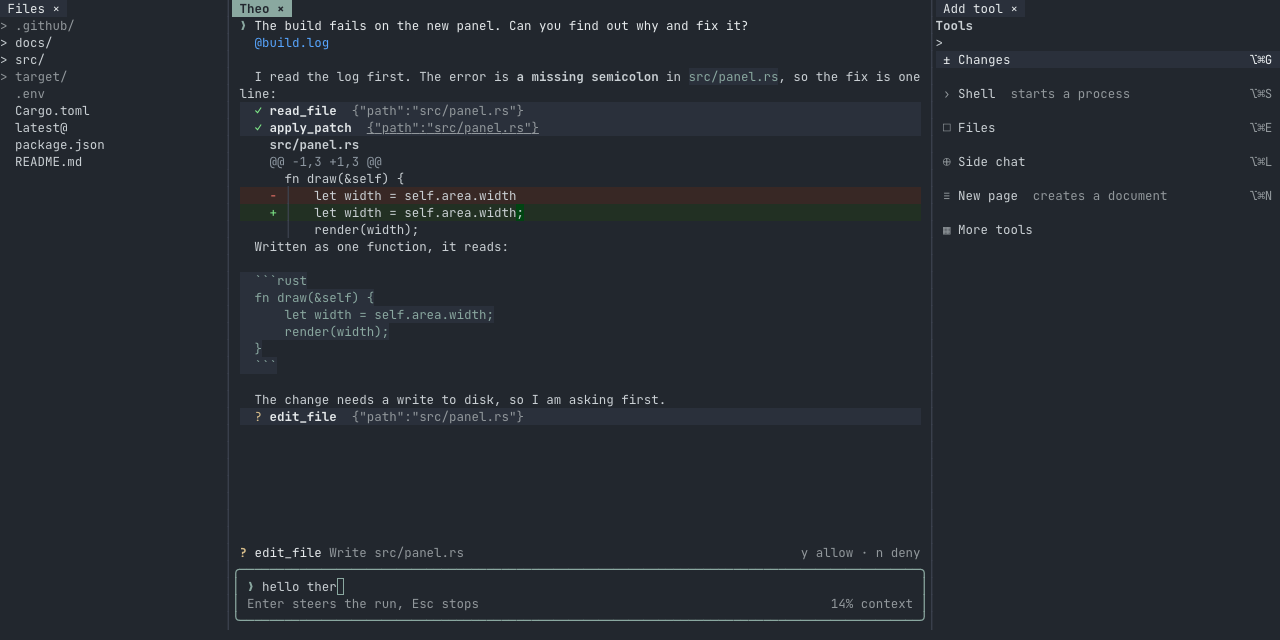 Files ×
> .github/
> docs/
> src/
> target/
.env
Cargo.toml
latest@
package.json
README.md
Theo ×
❯ The build fails on the new panel. Can you find out why and fix it?
@build.log
I read the log first. The error is a missing semicolon in src/panel.rs, so the fix is one
line:
✓ read_file {"path":"src/panel.rs"}
✓ apply_patch {"path":"src/panel.rs"}
src/panel.rs
@@ -1,3 +1,3 @@
fn draw(&self) {
- let width = self.area.width
+ let width = self.area.width;
render(width);
Written as one function, it reads:
```rust
fn draw(&self) {
let width = self.area.width;
render(width);
}
```
The change needs a write to disk, so I am asking first.
? edit_file {"path":"src/panel.rs"}
? edit_file Write src/panel.rs y allow · n deny
❯ hello ther
Enter steers the run, Esc stops 14% context
Add tool ×
Tools
>
± Changes ⌥⌘G
› Shell starts a process ⌥⌘S
□ Files ⌥⌘E
⊕ Side chat ⌥⌘L
≡ New page creates a document ⌥⌘N
▦ More tools